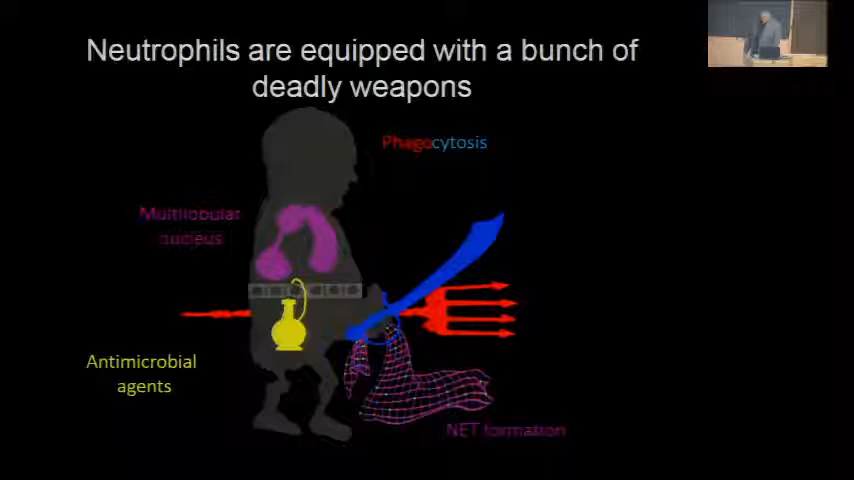 Neutrophils are equipped with a bunch of
deadly weapons
Phagocytosis
Multilobular
nucleus
Antimicrobial
agents
NET formation